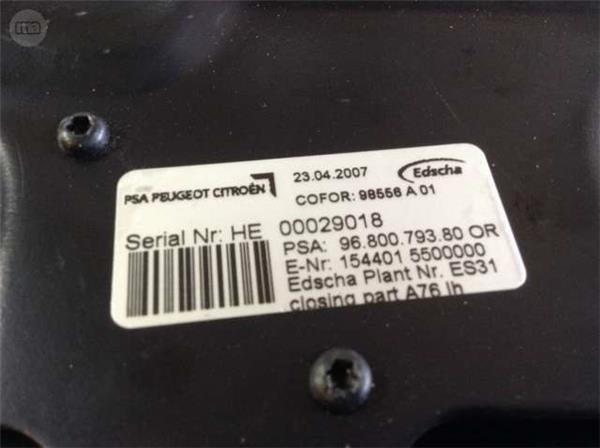 ma
PSA PEUGEOT CITROËN
23.04.2007
Edscha
COFOR: 98556 A 01
Serial Nr: HE 00029018
PSA: 96.800.793.80 OR
E-Nr: 154401 5500000
Edscha Plant Nr. ES31
closing part A76 lh